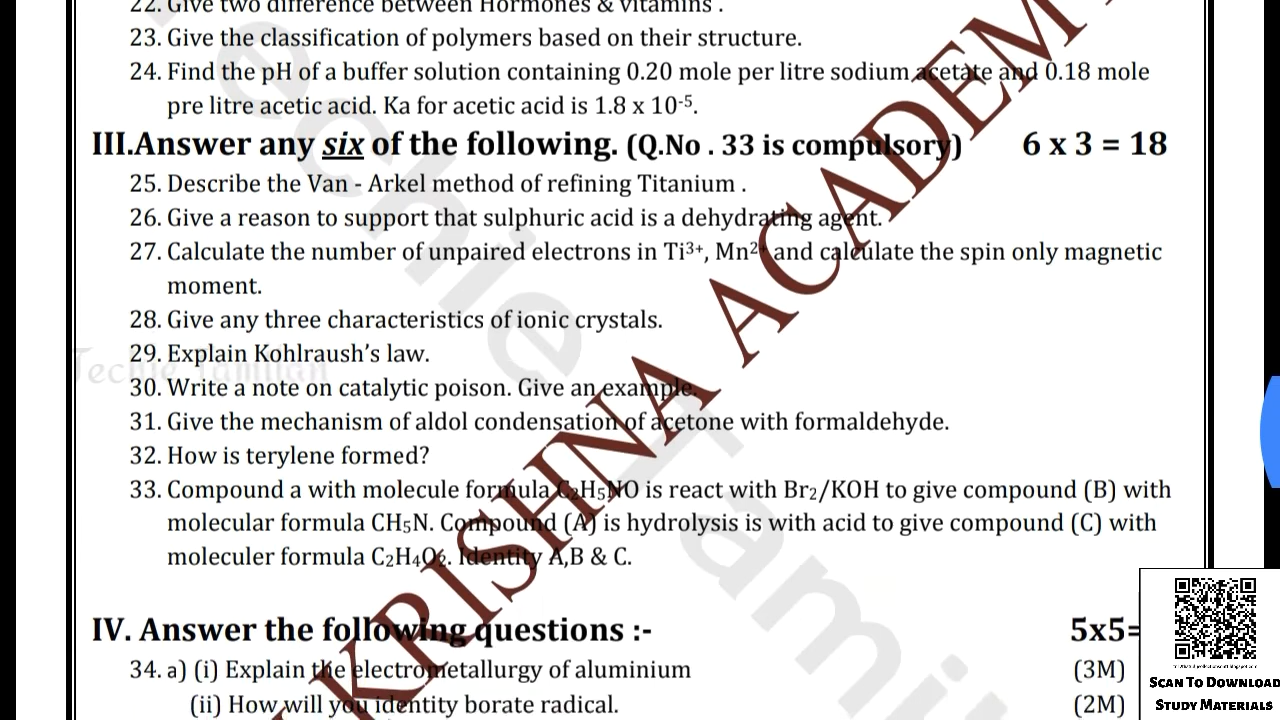 22. Give two difference between Hormones & vitamins .
23. Give the classification of polymers based on their structure.
24. Find the pH of a buffer solution containing 0.20 mole per litre sodium acetate and 0.18 mole
pre litre acetic acid. Ka for acetic acid is 1.8 x 10⁻⁵.
III.Answer any six of the following. (Q.No . 33 is compulsory) 6 x 3 = 18
25. Describe the Van - Arkel method of refining Titanium .
26. Give a reason to support that sulphuric acid is a dehydrating agent.
27. Calculate the number of unpaired electrons in Ti³⁺, Mn²⁺ and calculate the spin only magnetic
moment.
28. Give any three characteristics of ionic crystals.
29. Explain Kohlraush’s law.
30. Write a note on catalytic poison. Give an example.
31. Give the mechanism of aldol condensation of acetone with formaldehyde.
32. How is terylene formed?
33. Compound a with molecule formula C₂H₅NO is react with Br₂/KOH to give compound (B) with
molecular formula CH₅N. Compound (A) is hydrolysis is with acid to give compound (C) with
moleculer formula C₂H₄O₂. Identity A,B & C.
IV. Answer the following questions :- 5x5=
34. a) (i) Explain the electrometallurgy of aluminium (3M)
(ii) How will you identity borate radical. (2M)
KRISHNA ACADEM
Techie Tamilan
echie Tamil
SCAN TO DOWNLOAD
STUDY MATERIALS